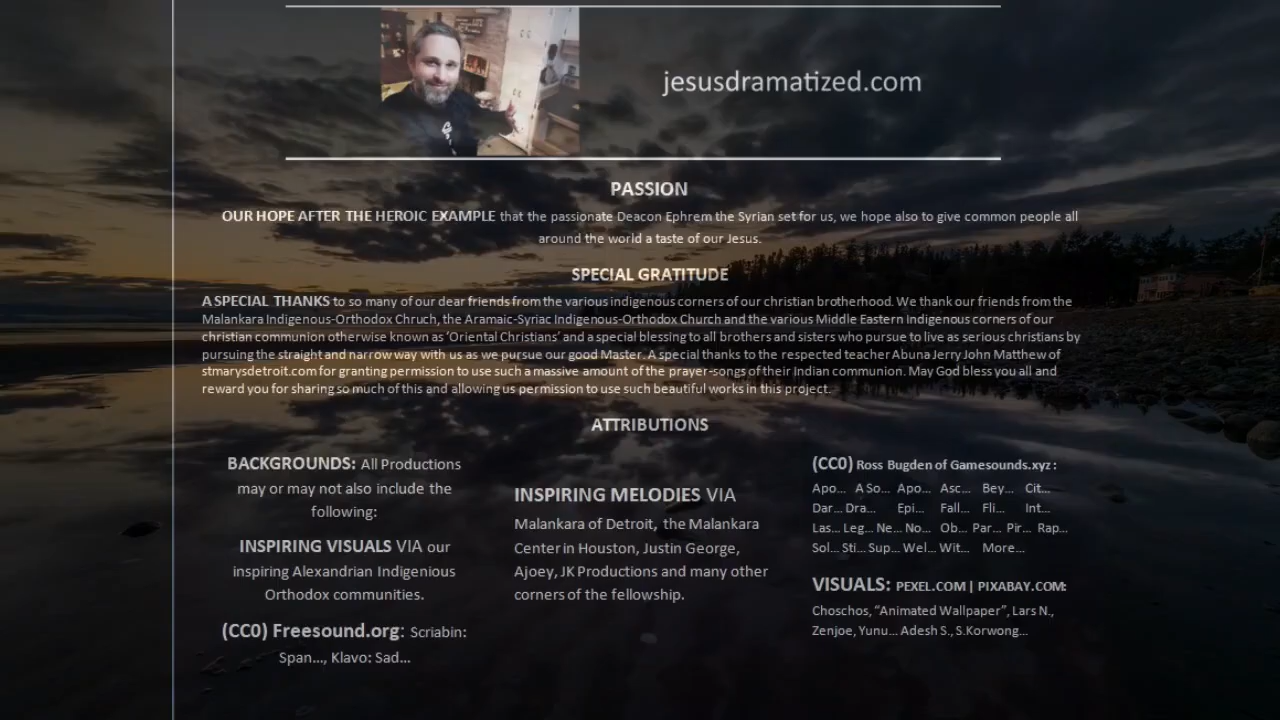 jesusdramatized.com
PASSION
OUR HOPE AFTER THE HEROIC EXAMPLE that the passionate Deacon Ephrem the Syrian set for us, we hope also to give common people all
around the world a taste of our Jesus.
SPECIAL GRATITUDE
A SPECIAL THANKS to so many of our dear friends from the various indigenous corners of our christian brotherhood. We thank our friends from the
Malankara Indigenous-Orthodox Chruch, the Aramaic-Syriac Indigenous-Orthodox Church and the various Middle Eastern Indigenous corners of our
christian communion otherwise known as 'Oriental Christians' and a special blessing to all brothers and sisters who pursue to live as serious christians by
pursuing the straight and narrow way with us as we pursue our good Master. A special thanks to the respected teacher Abuna Jerry John Matthew of
stmarysdetroit.com for granting permission to use such a massive amount of the prayer-songs of their Indian communion. May God bless you all and
reward you for sharing so much of this and allowing us permission to use such beautiful works in this project.
ATTRIBUTIONS
BACKGROUNDS: All Productions
may or may not also include the
following:
INSPIRING VISUALS VIA our
inspiring Alexandrian Indigenious
Orthodox communities.
(CC0) Freesound.org: Scriabin:
Span..., Klavo: Sad...
INSPIRING MELODIES VIA
Malankara of Detroit, the Malankara
Center in Houston, Justin George,
Ajoey, JK Productions and many other
corners of the fellowship.
(CC0) Ross Bugden of Gamesounds.xyz:
Apo... A So... Apo... Asc... Bey... Cit...
Dar... Dra... Epi... Fall... Fli... Int...
Las... Leg... Ne... No... Ob... Par... Pir... Rap...
Sol... Sti... Sup... Wel... Wit... More...
VISUALS: PEXEL.COM | PIXABAY.COM:
Choschos, "Animated Wallpaper", Lars N.,
Zenjoe, Yunu... Adesh S., S.Korwong...